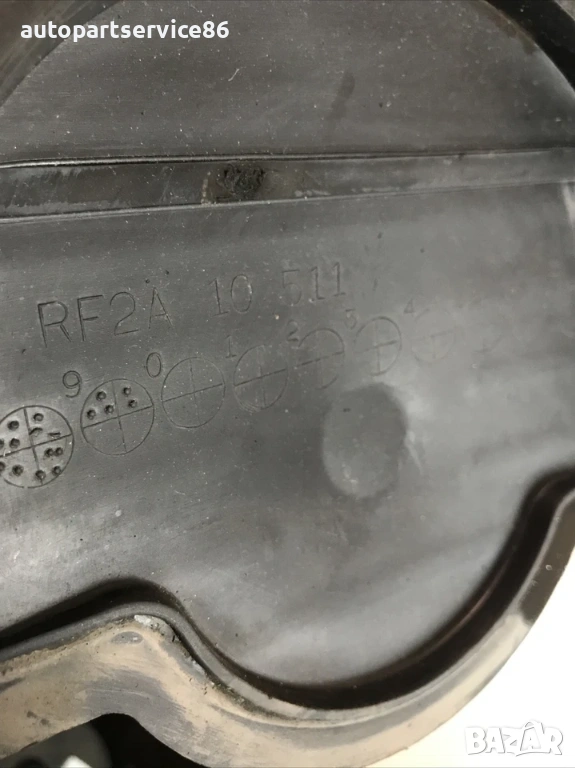 autopartservice86
RF2A 10 511
9 0 1 2 3 4
BAZAR